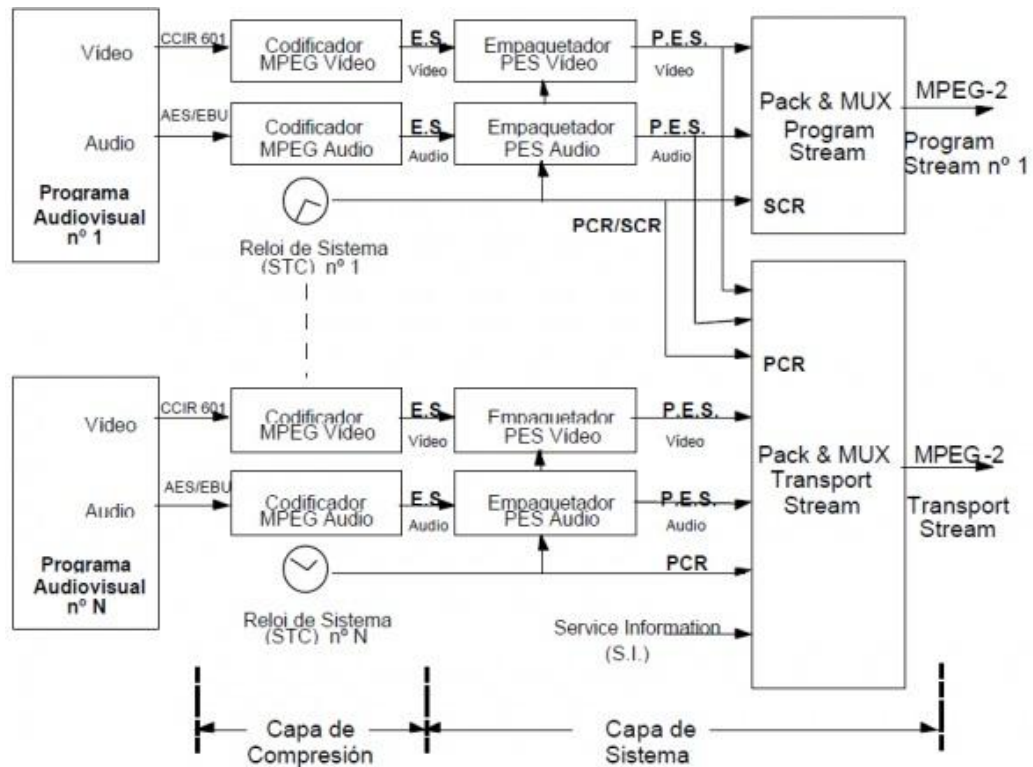 Vídeo
CCIR 601
Codificador
MPEG Vídeo
E.S.
Vídeo
Empaquetador
PES Vídeo
P.E.S.
Vídeo
Audio
AES/EBU
Codificador
MPEG Audio
E.S.
Audio
Empaquetador
PES Audio
P.E.S.
Audio
Pack & MUX
Program
Stream
SCR
MPEG-2
Program
Stream nº 1
Programa
Audiovisual
nº 1
Reloj de Sistema
(STC) nº 1
PCR/SCR
PCR
Vídeo
CCIR 601
Codificador
MPEG Vídeo
E.S.
Vídeo
Empaquetador
PES Vídeo
P.E.S.
Vídeo
Audio
AES/EBU
Codificador
MPEG Audio
E.S.
Audio
Empaquetador
PES Audio
P.E.S.
Audio
Pack & MUX
Transport
Stream
MPEG-2
Transport
Stream
Programa
Audiovisual
nº N
Reloj de Sistema
(STC) nº N
PCR
Service Information
(S.I.)
Capa de
Compresión
Capa de
Sistema